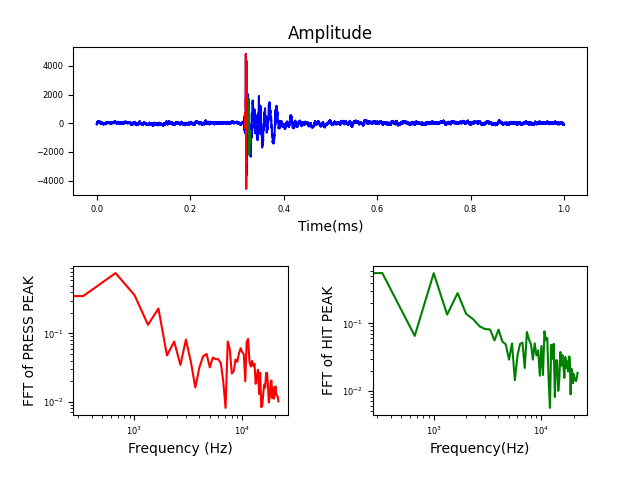 Amplitude
4000
2000
0
−2000
−4000
0.0 0.2 0.4 0.6 0.8 1.0
Time(ms)
FFT of PRESS PEAK
10⁻¹
10⁻²
10³ 10⁴
Frequency (Hz)
FFT of HIT PEAK
10⁻¹
10⁻²
10³ 10⁴
Frequency(Hz)